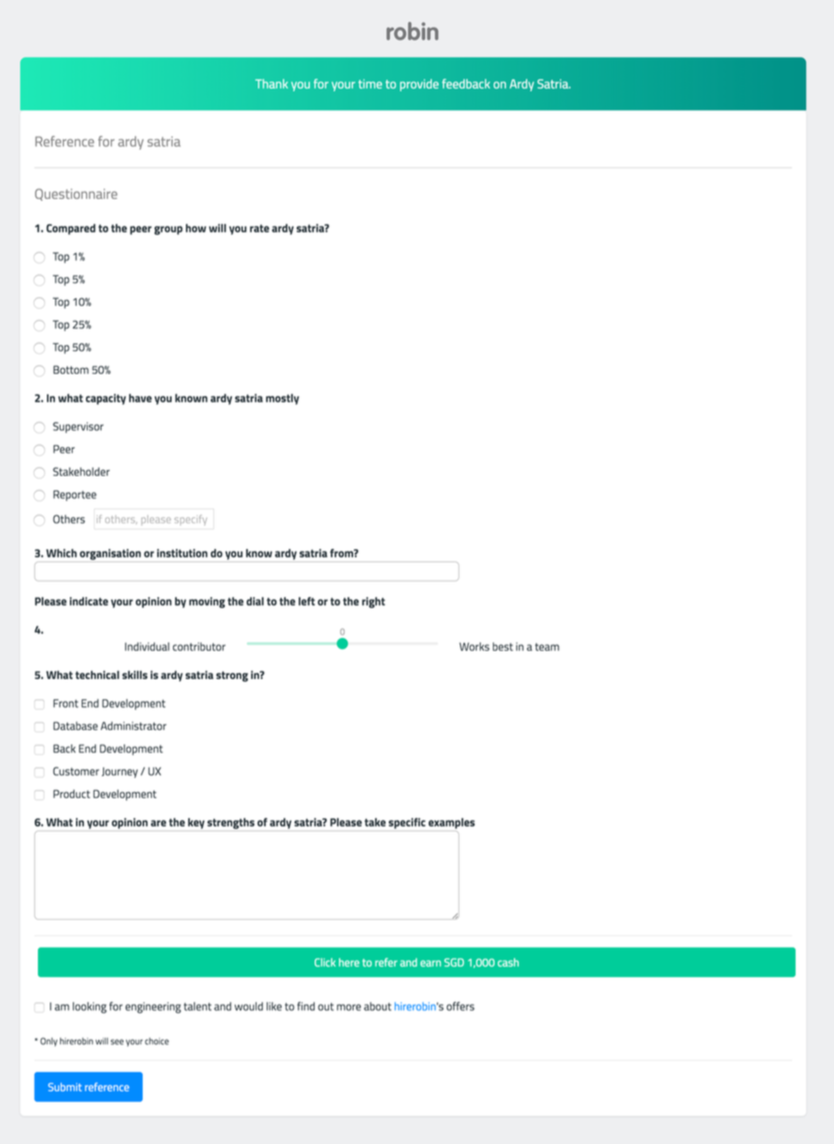 robin
Thank you for your time to provide feedback on Ardy Satria.
Reference for ardy satria
Questionnaire
1. Compared to the peer group how will you rate ardy satria?
Top 1%
Top 5%
Top 10%
Top 25%
Top 50%
Bottom 50%
2. In what capacity have you known ardy satria mostly
Supervisor
Peer
Stakeholder
Reportee
Others if others, please specify
3. Which organisation or institution do you know ardy satria from?
Please indicate your opinion by moving the dial to the left or to the right
4.
0
Individual contributor Works best in a team
5. What technical skills is ardy satria strong in?
Front End Development
Database Administrator
Back End Development
Customer Journey / UX
Product Development
6. What in your opinion are the key strengths of ardy satria? Please take specific examples
Click here to refer and earn SGD 1,000 cash
I am looking for engineering talent and would like to find out more about hirerobin's offers
* Only hirerobin will see your choice
Submit reference